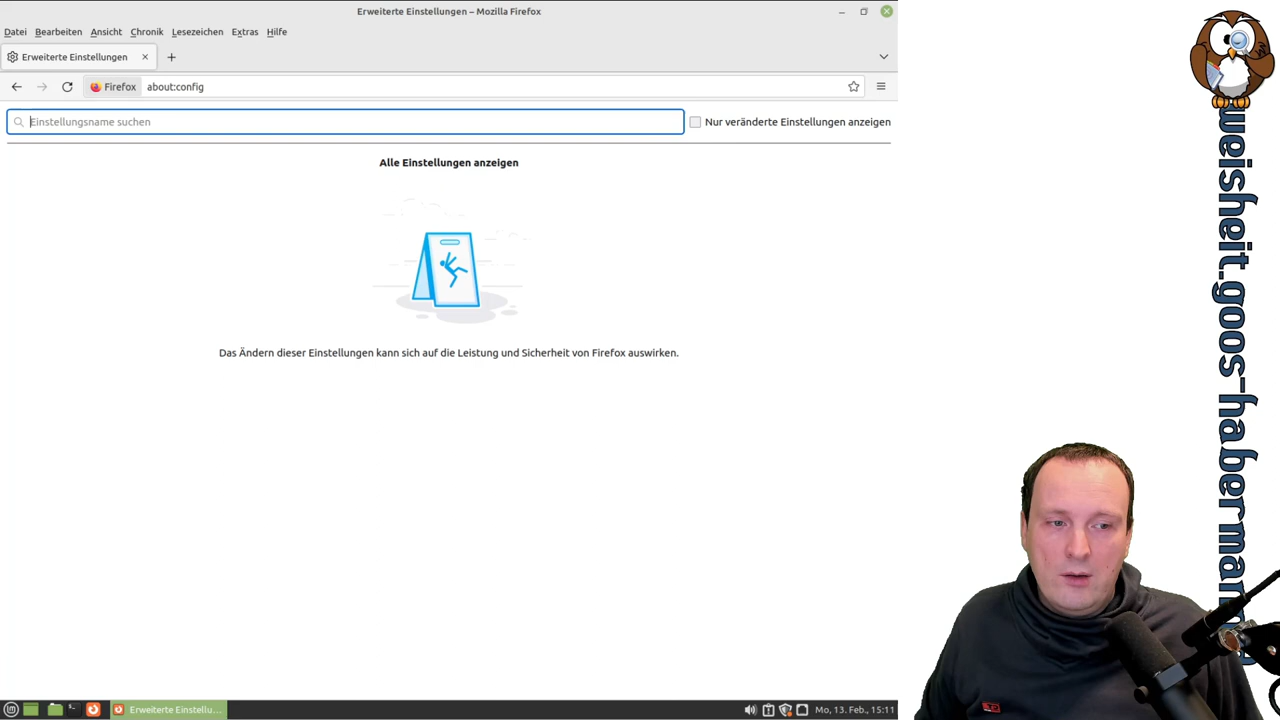 Erweiterte Einstellungen – Mozilla Firefox
Datei Bearbeiten Ansicht Chronik Lesezeichen Extras Hilfe
Erweiterte Einstellungen
Firefox about:config
Einstellungsname suchen
Nur veränderte Einstellungen anzeigen
Alle Einstellungen anzeigen
Das Ändern dieser Einstellungen kann sich auf die Leistung und Sicherheit von Firefox auswirken.
Erweiterte Einstellu...
Mo, 13. Feb., 15:11
weisheit.goos-habermann